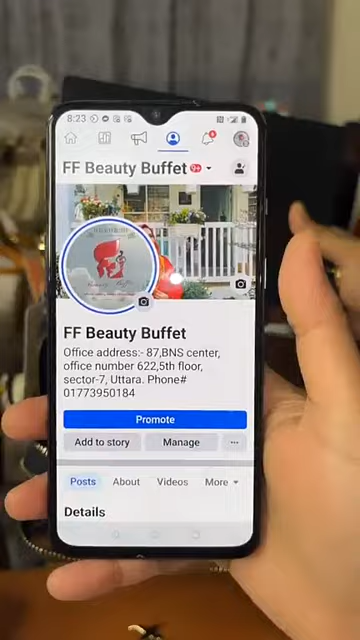 8:23
FF Beauty Buffet 9+
FF Beauty Buffet
Office address:- 87,BNS center,
office number 622,5th floor,
sector-7, Uttara. Phone#
01773950184
Promote
Add to story
Manage
Posts
About
Videos
More
Details